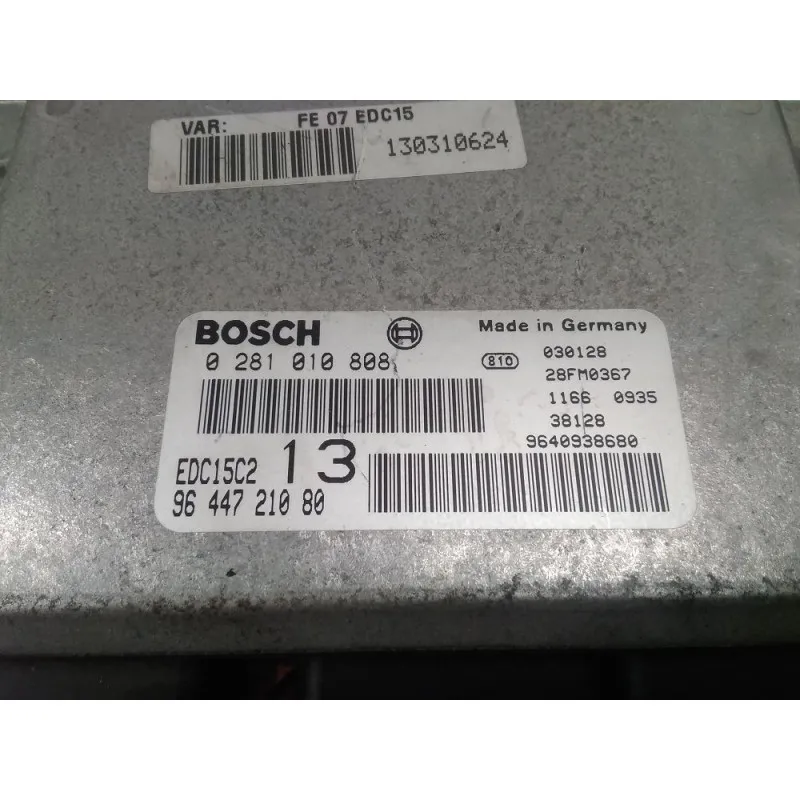 VAR: FE 07 EDC15
130310624
BOSCH Made in Germany
0 281 010 808 810 030128
28FM0367
1166 0935
38128
9640938680
EDC15C2 13
96 447 210 80